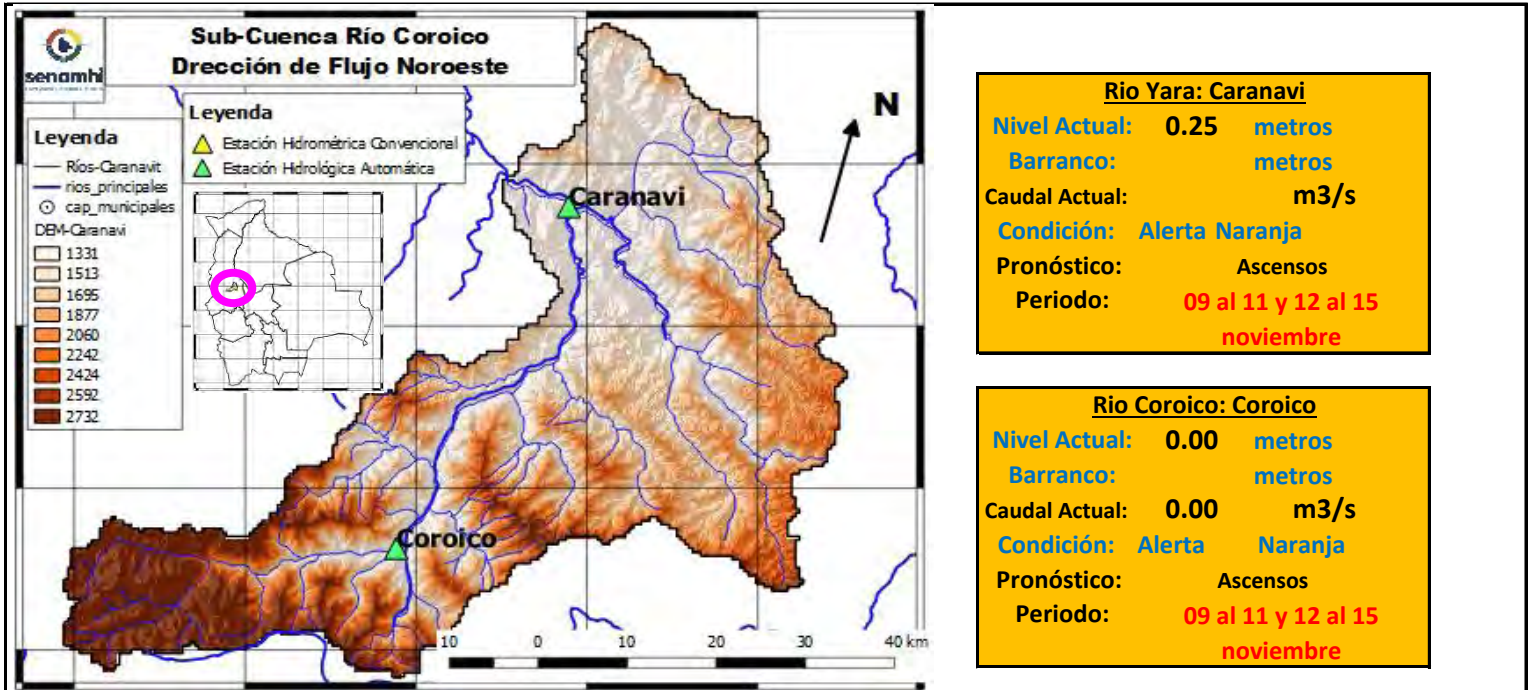 senamhi
Sub-Cuenca Río Coroico
Drección de Flujo Noroeste
Leyenda
Estación Hidrométrica Convencional
Estación Hidrológica Automática
Leyenda
Ríos-Caranavit
rios_principales
cap_municipales
DEM-Caranavi
1331
1513
1695
1877
2060
2242
2424
2592
2732
N
Caranavi
Coroico
10 0 10 20 30 40 km
Rio Yara: Caranavi
Nivel Actual: 0.25 metros
Barranco: metros
Caudal Actual: m3/s
Condición: Alerta Naranja
Pronóstico: Ascensos
Periodo: 09 al 11 y 12 al 15
noviembre
Rio Coroico: Coroico
Nivel Actual: 0.00 metros
Barranco: metros
Caudal Actual: 0.00 m3/s
Condición: Alerta Naranja
Pronóstico: Ascensos
Periodo: 09 al 11 y 12 al 15
noviembre